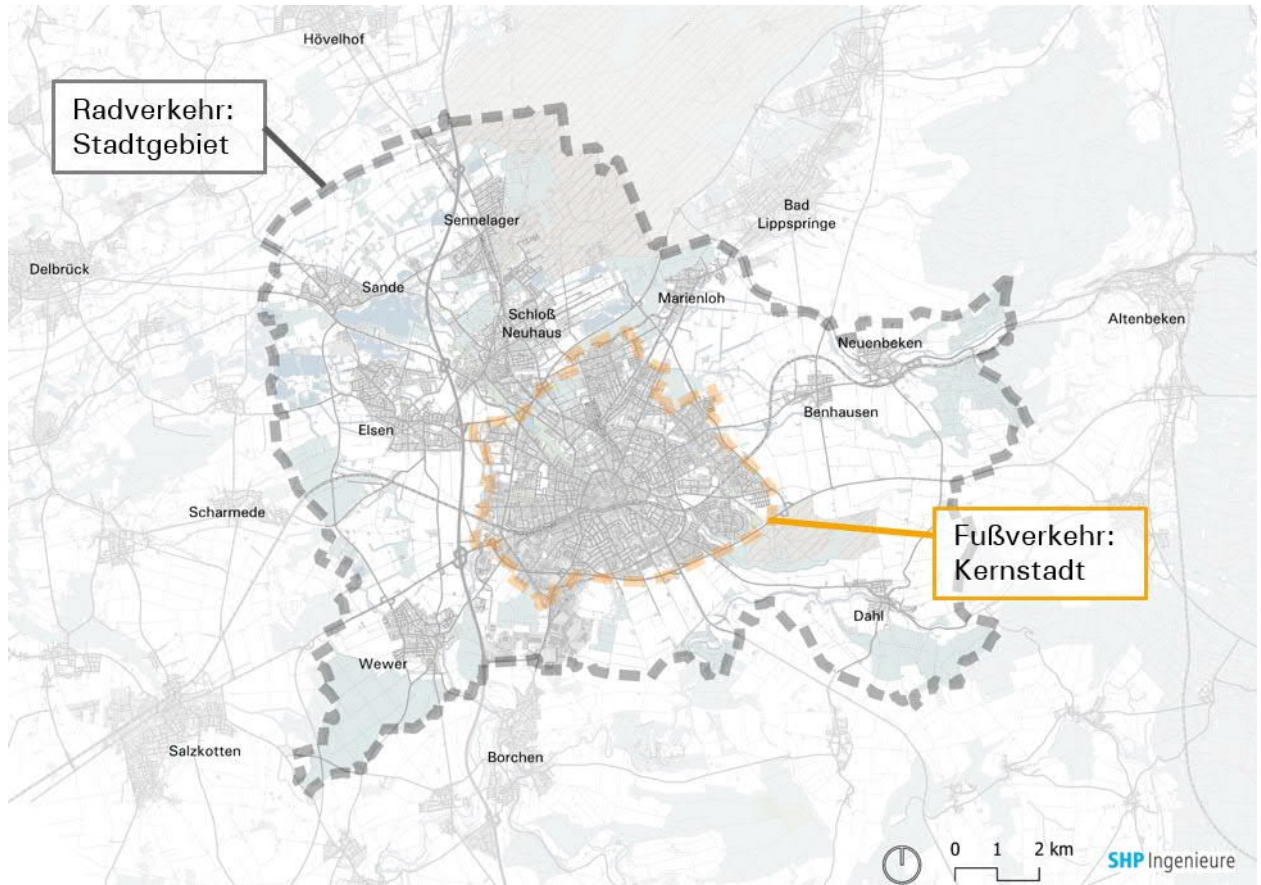 Hövelhof
Radverkehr:
Stadtgebiet
Sennelager
Bad
Lippspringe
Delbrück
Sande
Marienloh
Schloß
Neuhaus
Altenbeken
Neuenbeken
Benhausen
Elsen
Scharmede
Fußverkehr:
Kernstadt
Dahl
Wewer
Salzkotten
Borchen
0 1 2 km
SHP Ingenieure